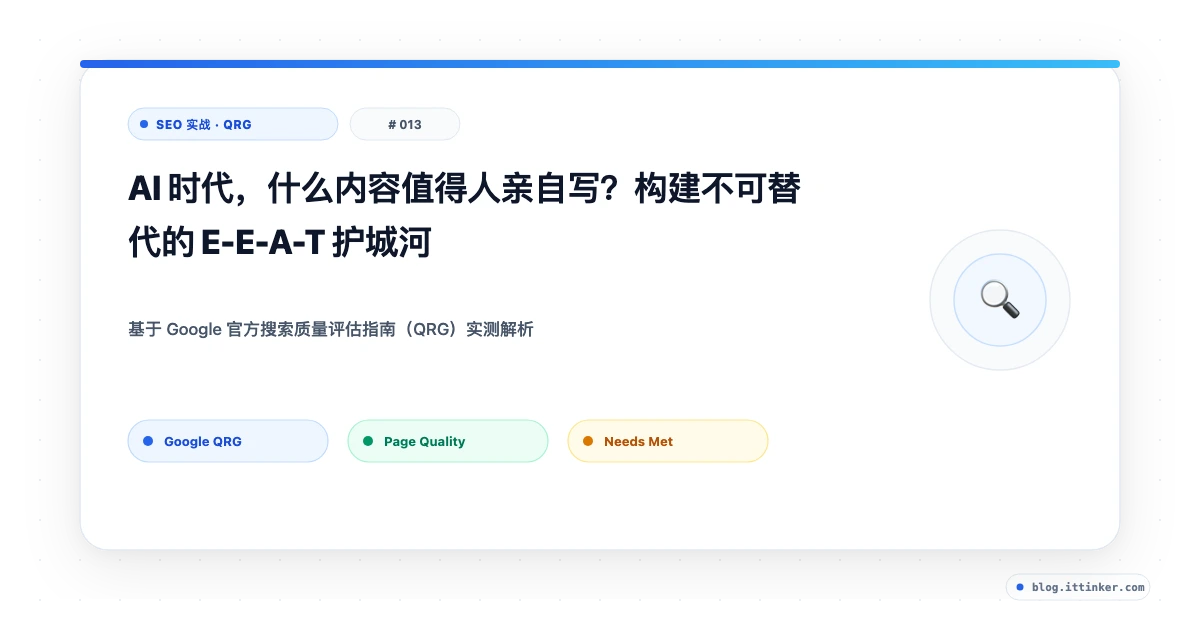 SEO 实战 · QRG
# 013
AI 时代，什么内容值得人亲自写？构建不可替
代的 E-E-A-T 护城河
基于 Google 官方搜索质量评估指南（QRG）实测解析
Google QRG
Page Quality
Needs Met
blog.ittinker.com